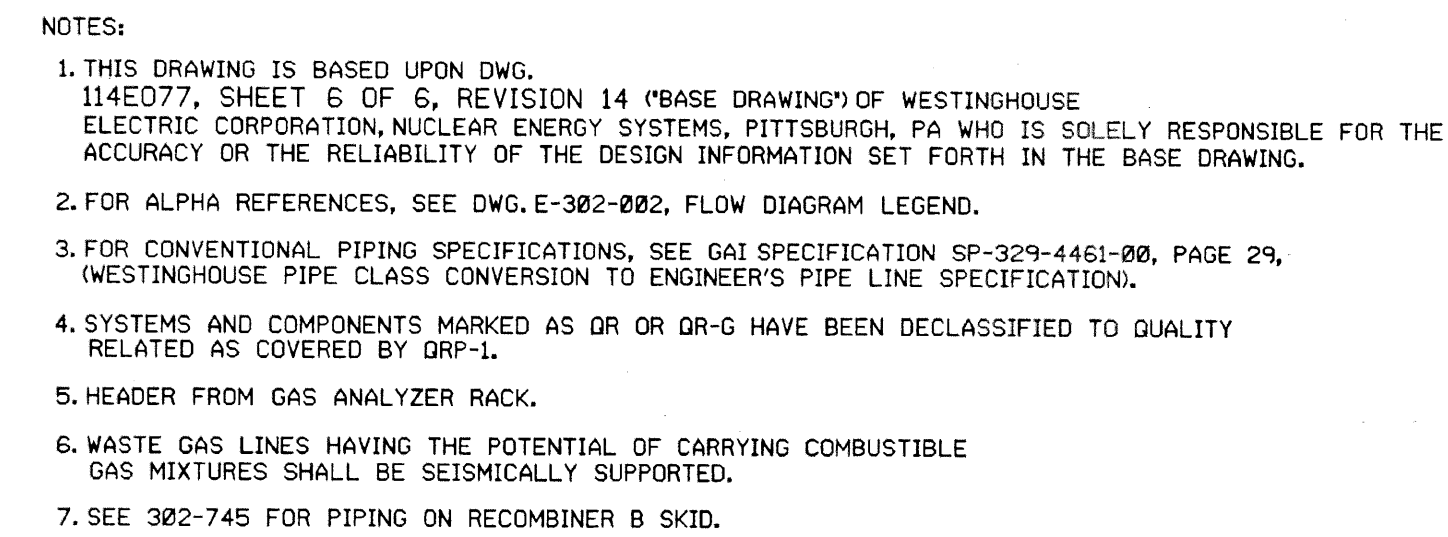 NOTES:
1. THIS DRAWING IS BASED UPON DWG.
114E077, SHEET 6 OF 6, REVISION 14 ("BASE DRAWING") OF WESTINGHOUSE
ELECTRIC CORPORATION, NUCLEAR ENERGY SYSTEMS, PITTSBURGH, PA WHO IS SOLELY RESPONSIBLE FOR THE
ACCURACY OR THE RELIABILITY OF THE DESIGN INFORMATION SET FORTH IN THE BASE DRAWING.
2. FOR ALPHA REFERENCES, SEE DWG. E-302-002, FLOW DIAGRAM LEGEND.
3. FOR CONVENTIONAL PIPING SPECIFICATIONS, SEE GAI SPECIFICATION SP-329-4461-00, PAGE 29,
(WESTINGHOUSE PIPE CLASS CONVERSION TO ENGINEER'S PIPE LINE SPECIFICATION).
4. SYSTEMS AND COMPONENTS MARKED AS QR OR QR-G HAVE BEEN DECLASSIFIED TO QUALITY
RELATED AS COVERED BY QRP-1.
5. HEADER FROM GAS ANALYZER RACK.
6. WASTE GAS LINES HAVING THE POTENTIAL OF CARRYING COMBUSTIBLE
GAS MIXTURES SHALL BE SEISMICALLY SUPPORTED.
7. SEE 302-745 FOR PIPING ON RECOMBINER B SKID.